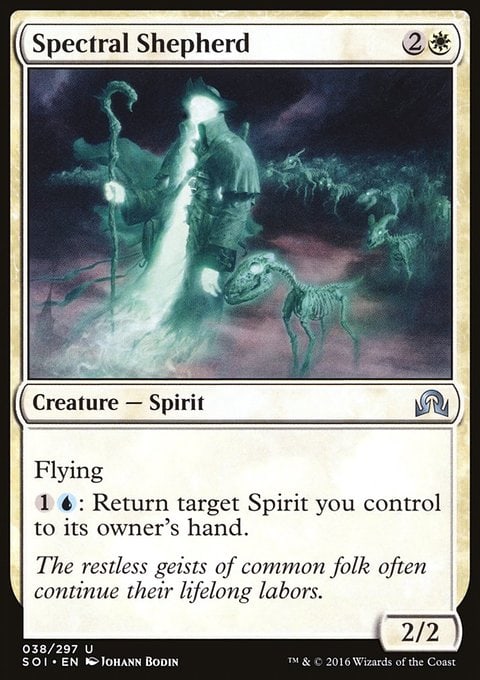 Spectral Shepherd 2
Creature — Spirit
Flying
1: Return target Spirit you control
to its owner's hand.
The restless geists of common folk often
continue their lifelong labors.
2/2
038/297 U
SOI • EN Johann Bodin
™ & © 2016 Wizards of the Coast